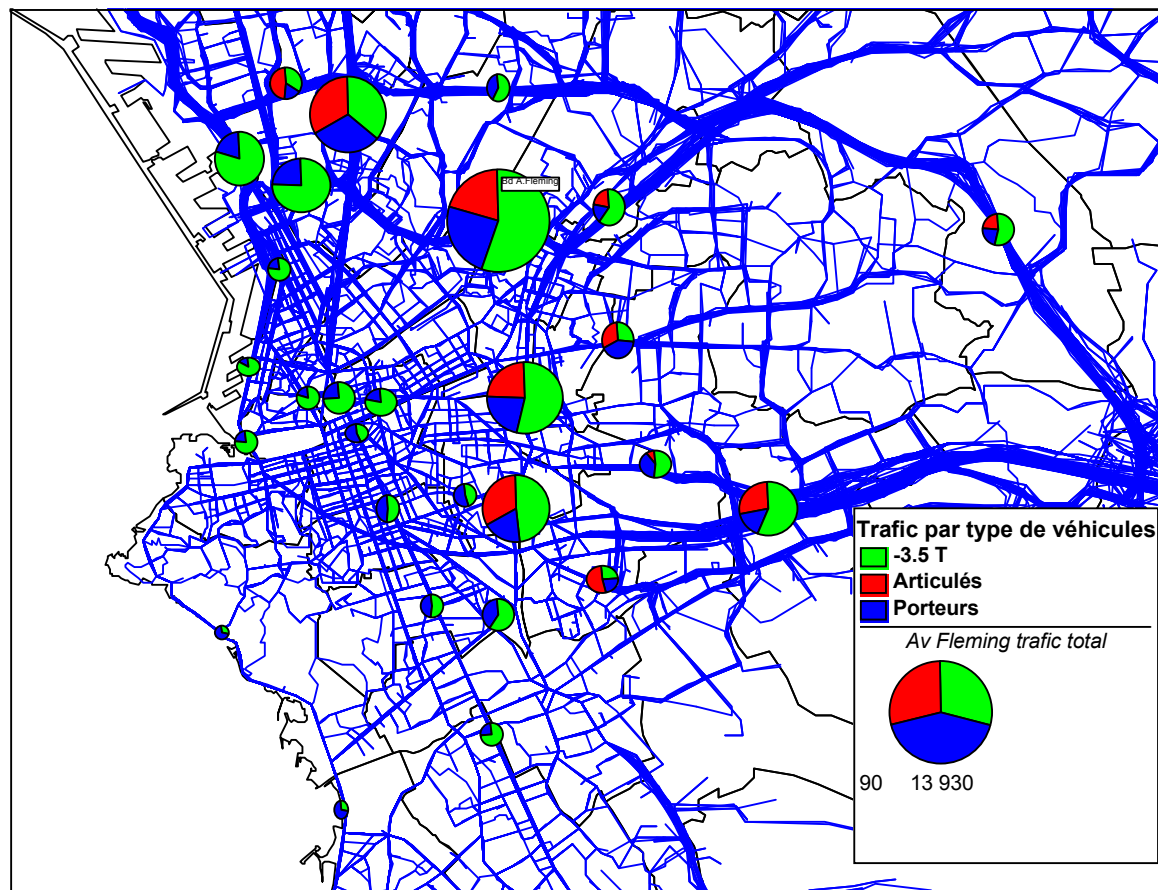 Bd A.Fleming
Trafic par type de véhicules
-3.5 T
Articulés
Porteurs
Av Fleming trafic total
90 13 930